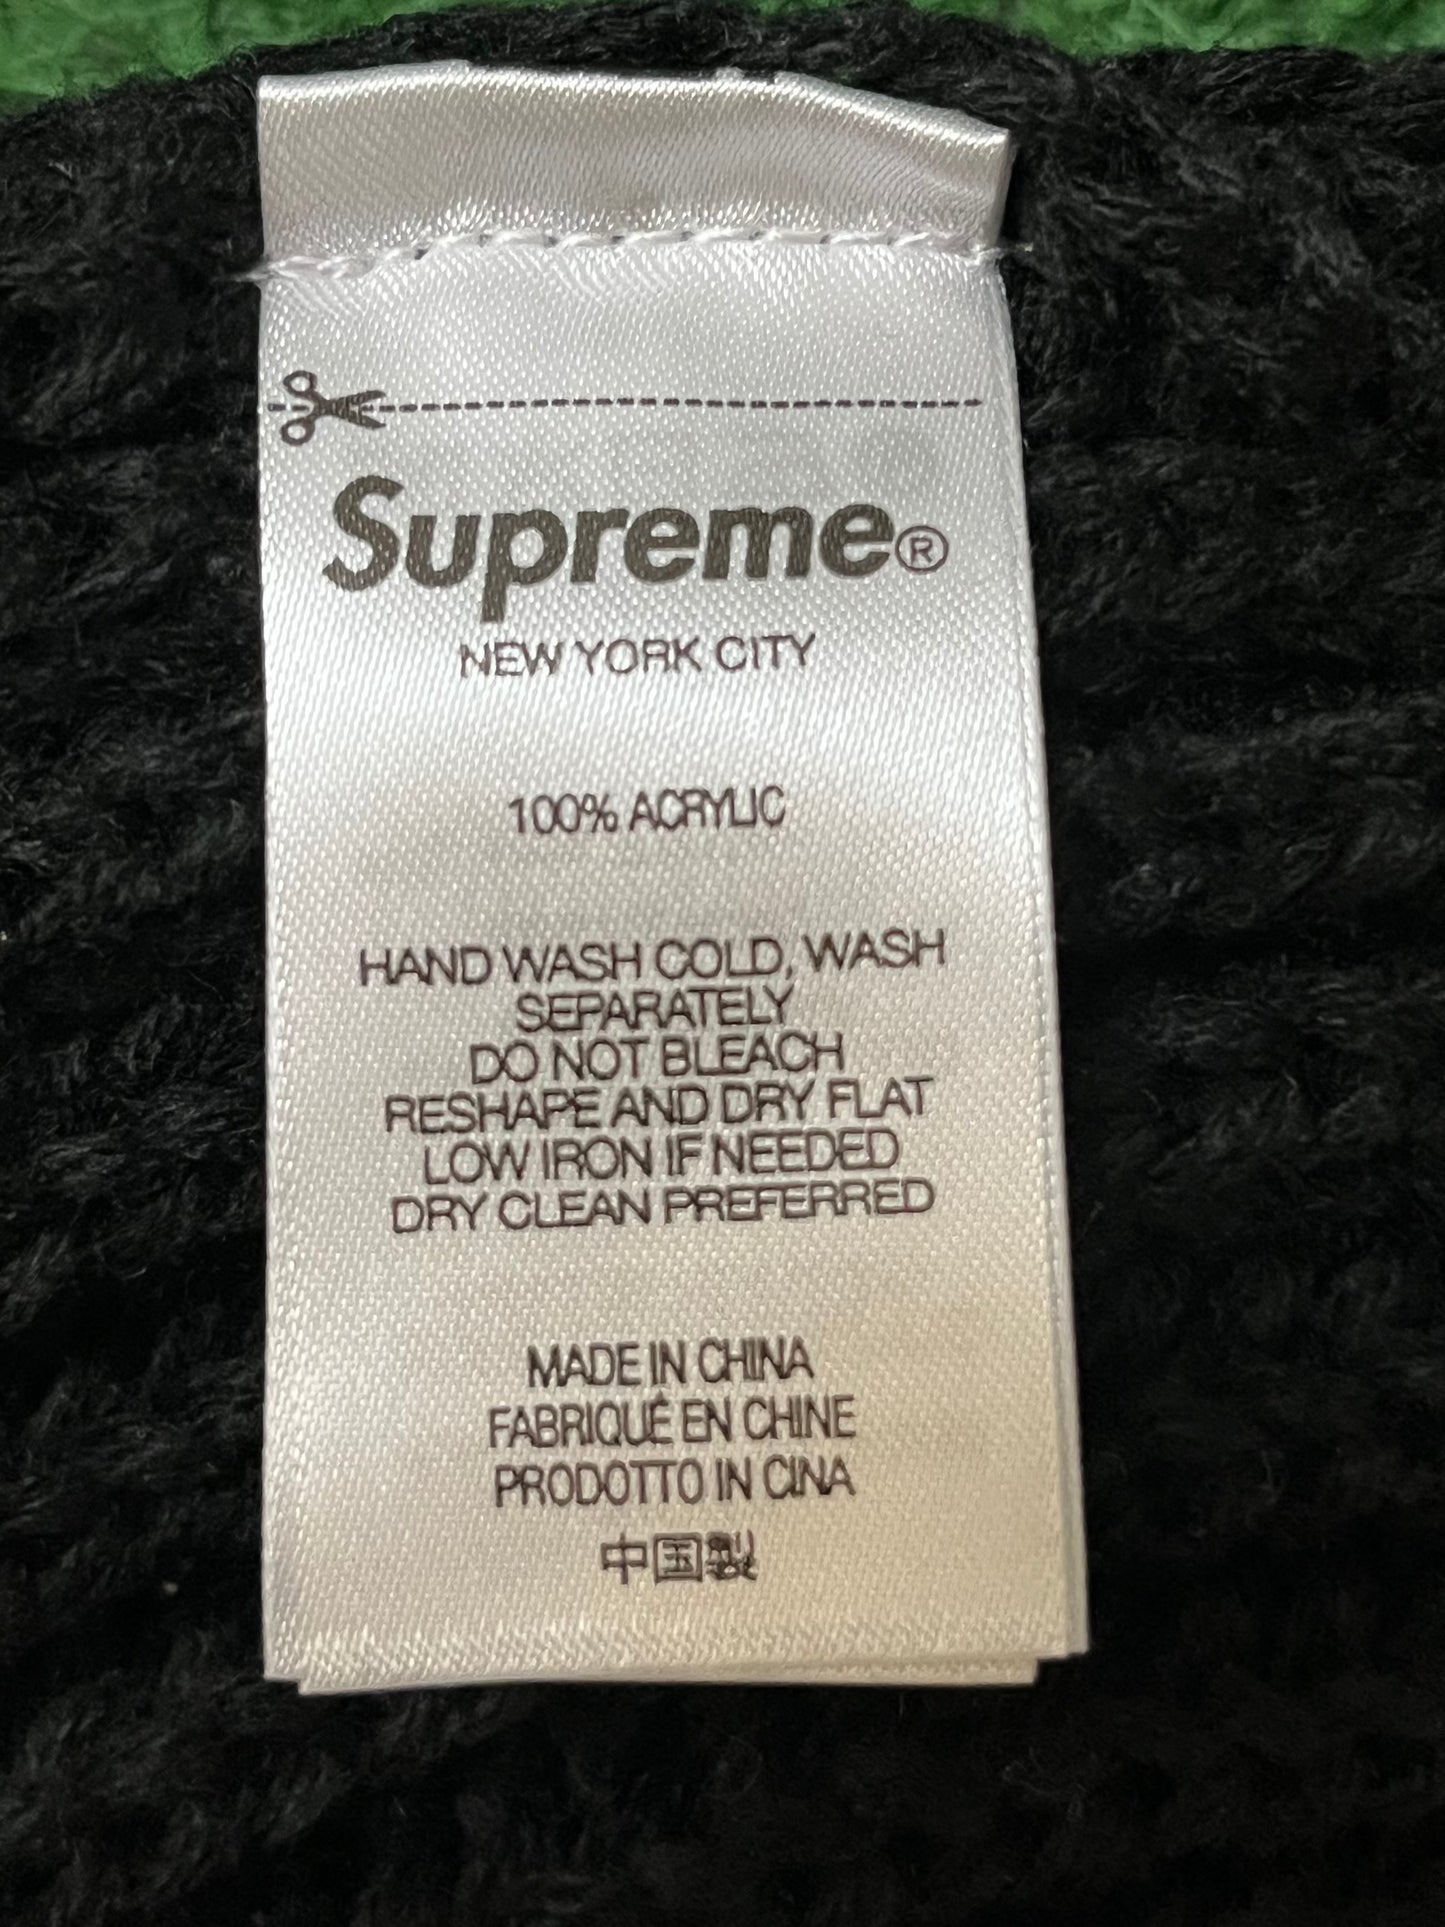 Supreme®
NEW YORK CITY
100% ACRYLIC
HAND WASH COLD, WASH
SEPARATELY
DO NOT BLEACH
RESHAPE AND DRY FLAT
LOW IRON IF NEEDED
DRY CLEAN PREFERRED
MADE IN CHINA
FABRIQUÉ EN CHINE
PRODOTTO IN CINA
中国製